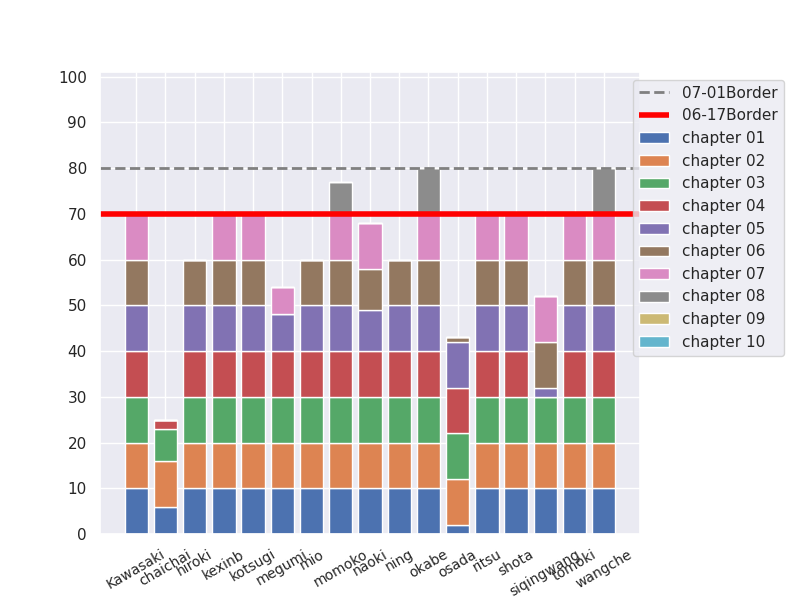 100
90
80
70
60
50
40
30
20
10
0
07-01Border
06-17Border
chapter 01
chapter 02
chapter 03
chapter 04
chapter 05
chapter 06
chapter 07
chapter 08
chapter 09
chapter 10
Kawasaki
chaichai
hiroki
kexinb
kotsugi
megumi
mio
momoko
naoki
ning
okabe
osada
ritsu
shota
siqingwang
tomoki
wangche